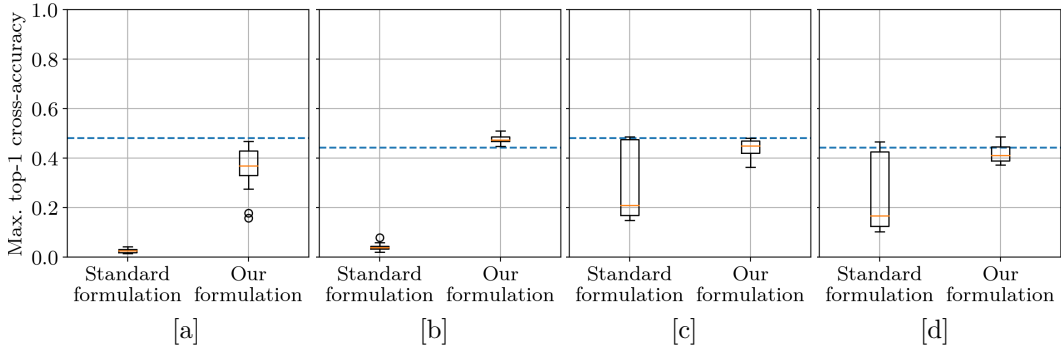 Max. top-1 cross-accuracy
1.0
0.8
0.6
0.4
0.2
0.0
Standard formulation
Our formulation
[a]
Standard formulation
Our formulation
[b]
Standard formulation
Our formulation
[c]
Standard formulation
Our formulation
[d]